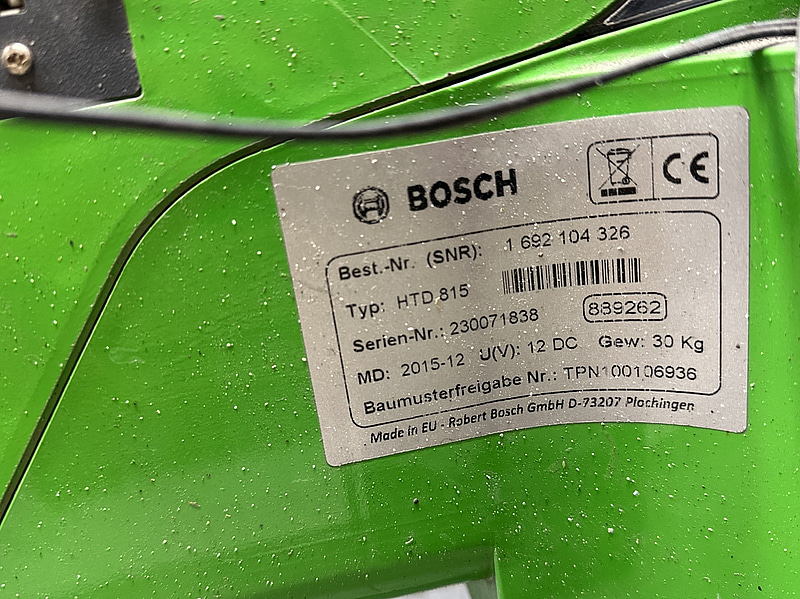 BOSCH
CE
Best.-Nr. (SNR): 1 692 104 326
Typ: HTD 815
Serien-Nr.: 230071838
889262
MD: 2015-12 U(V): 12 DC Gew: 30 Kg
Baumusterfreigabe Nr.: TPN100106936
Made in EU - Robert Bosch GmbH D-73207 Plochingen